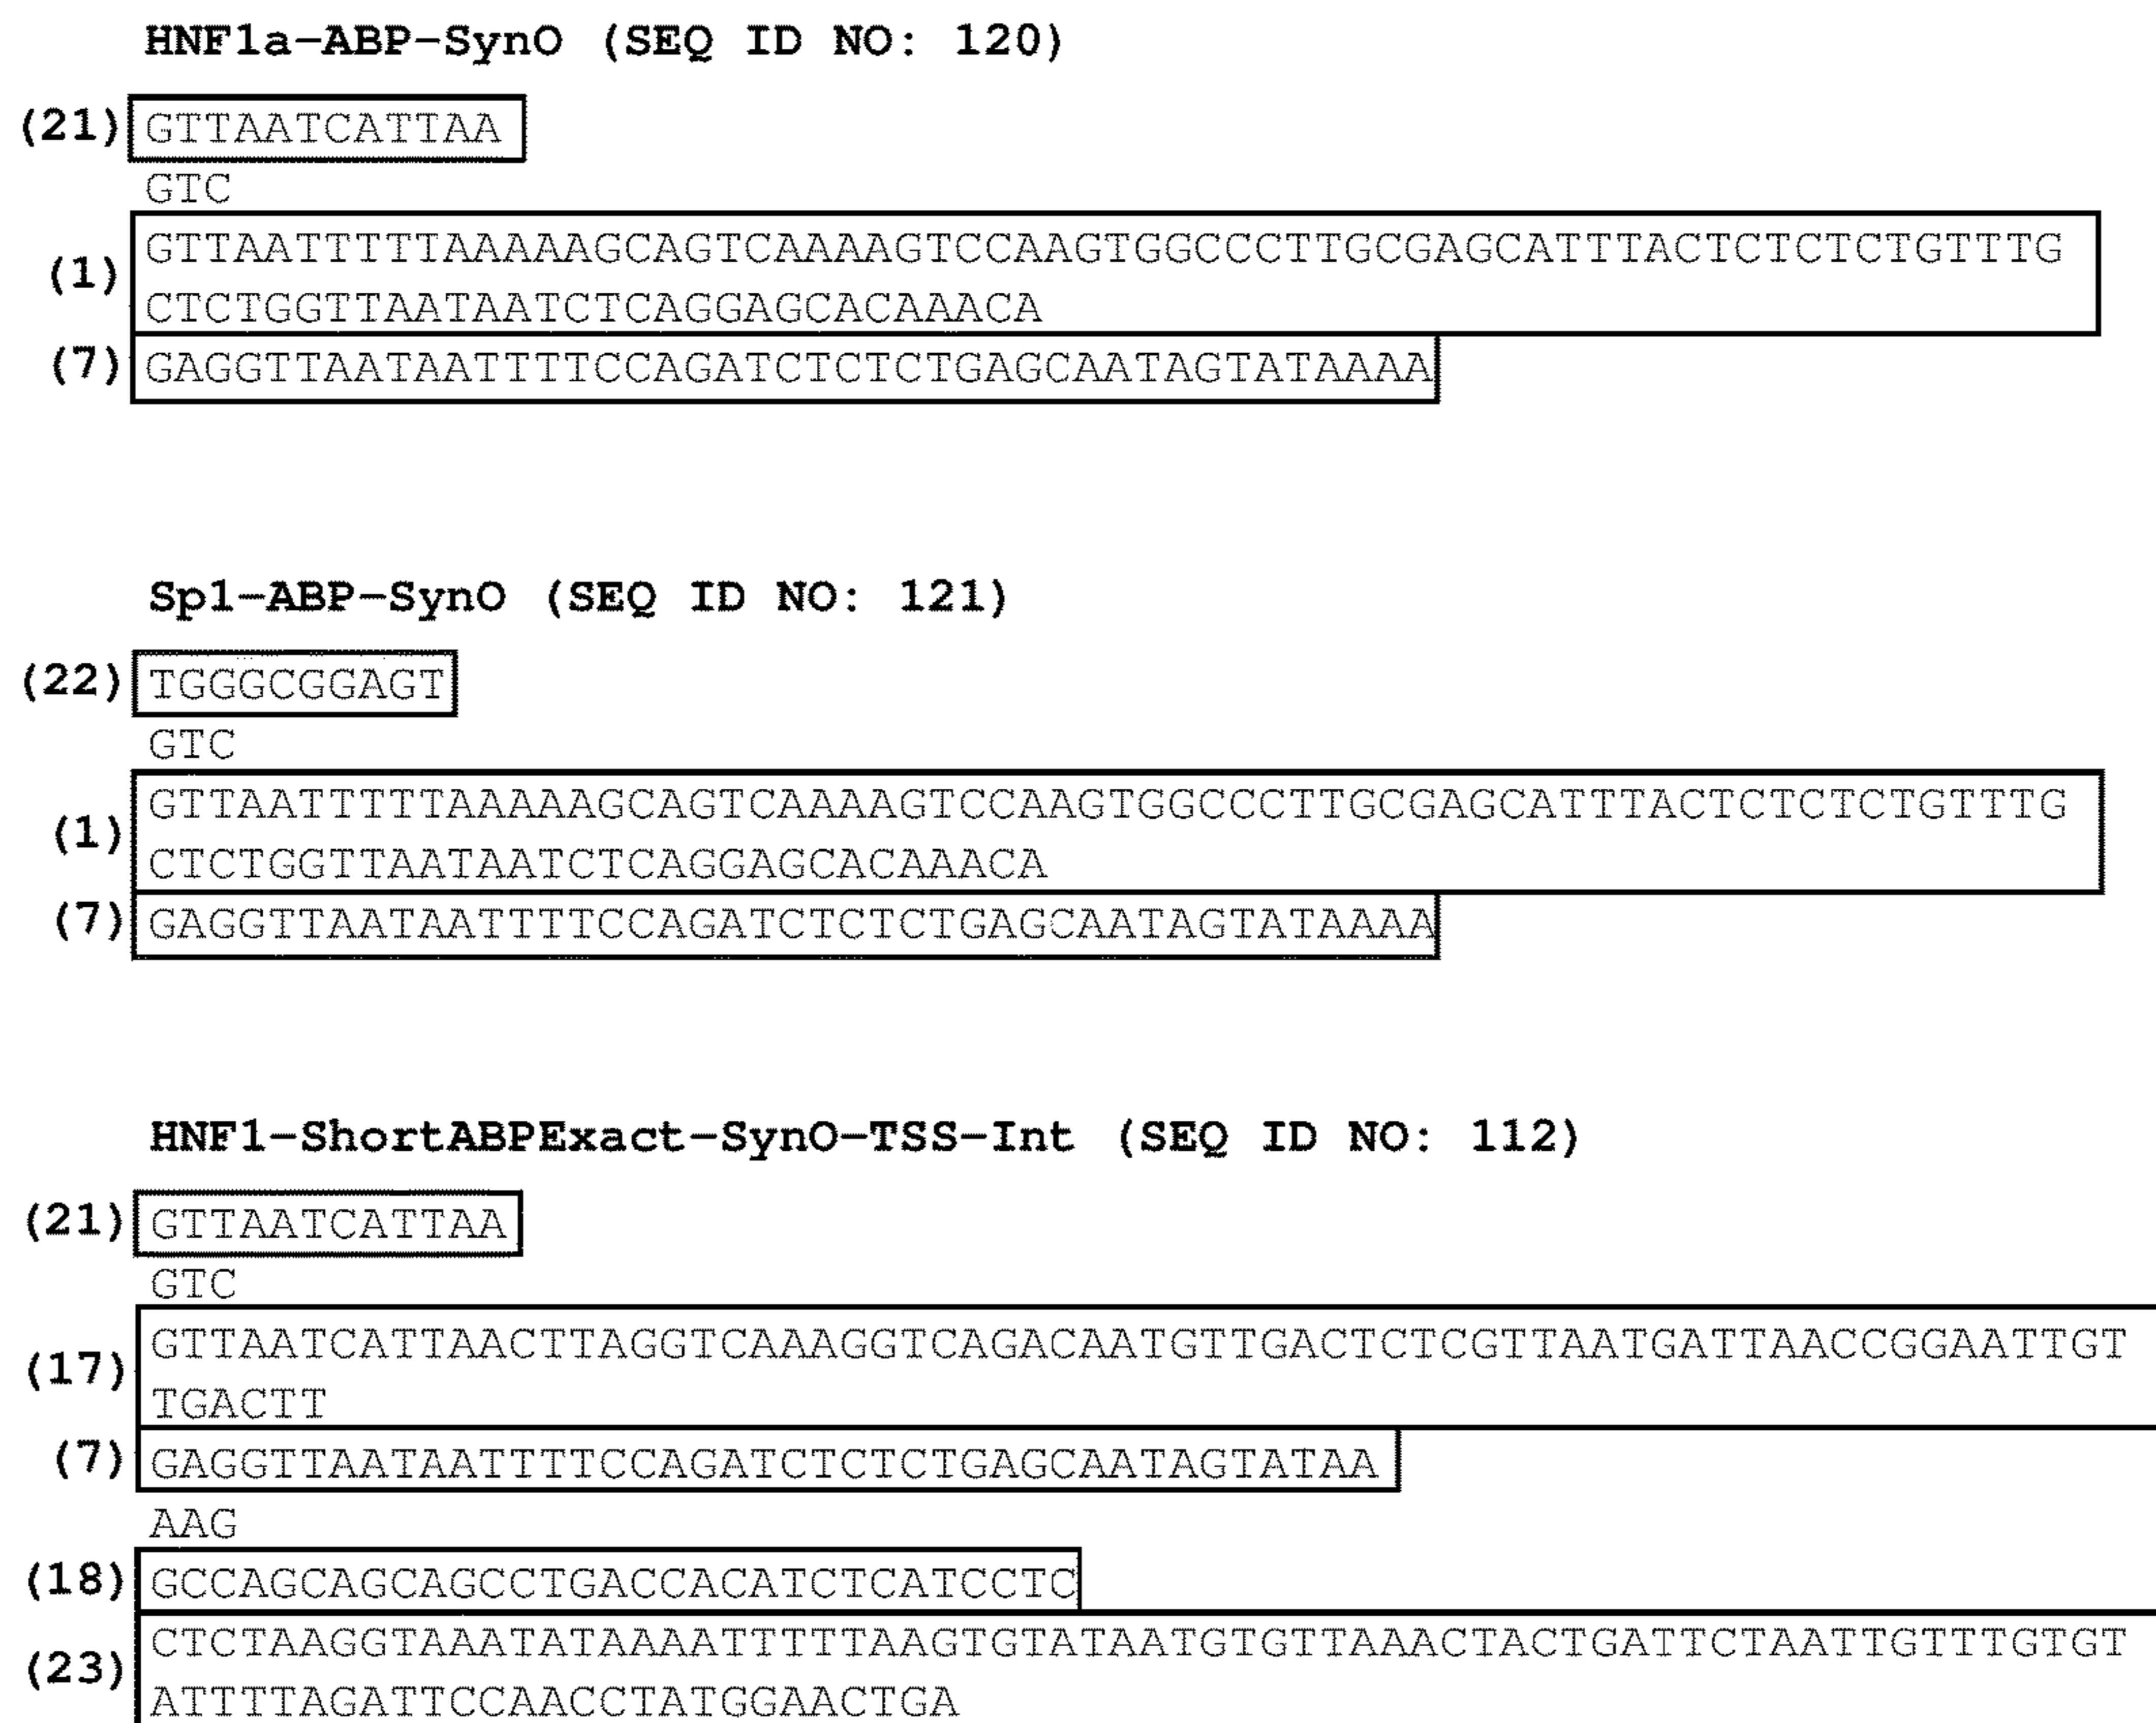 HNF1a-ABP-SynO (SEQ ID NO: 120)
(21) GTTAATCATTAA
GTC
(1) GTTAATTTTTAAAAAGCAGTCAAAAGTCCAAGTGGCCCTTGCGAGCATTTACTCTCTCTGTTTG
CTCTGGTTAATAATCTCAGGAGCACAAACA
(7) GAGGTTAATAATTTTCCAGATCTCTCTGAGCAATAGTATAAAA
Sp1-ABP-SynO (SEQ ID NO: 121)
(22) TGGGCGGAGT
GTC
(1) GTTAATTTTTAAAAAGCAGTCAAAAGTCCAAGTGGCCCTTGCGAGCATTTACTCTCTCTGTTTG
CTCTGGTTAATAATCTCAGGAGCACAAACA
(7) GAGGTTAATAATTTTCCAGATCTCTCTGAGCAATAGTATAAAA
HNF1-ShortABPExact-SynO-TSS-Int (SEQ ID NO: 112)
(21) GTTAATCATTAA
GTC
(17) GTTAATCATTAACTTAGGTCAAAGGTCAGACAATGTTGACTCTCGTTAATGATTAACCGGAATTGT
TGACTT
(7) GAGGTTAATAATTTTCCAGATCTCTCTGAGCAATAGTATAA
AAG
(18) GCCAGCAGCAGCCTGACCACATCTCATCCTC
(23) CTCTAAGGTAAATATAAAATTTTTAAGTGTATAATGTGTTAAACTACTGATTCTAATTGTTTGTGT
ATTTTAGATTCCAACCTATGGAACTGA